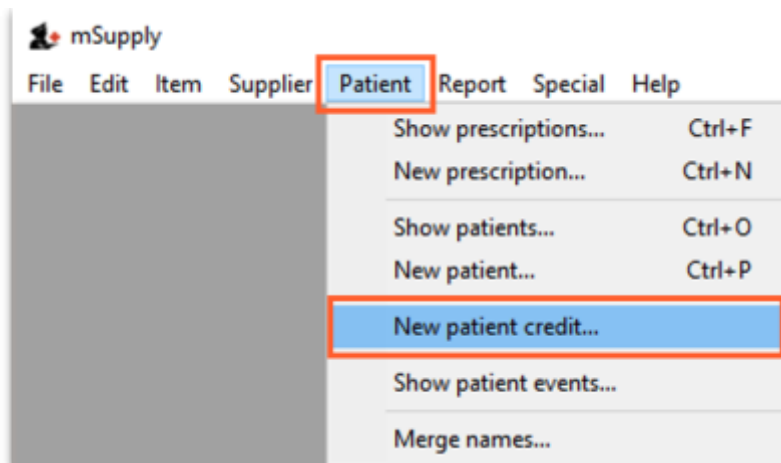 mSupply
File Edit Item Supplier Patient Report Special Help
Show prescriptions... Ctrl+F
New prescription... Ctrl+N
Show patients... Ctrl+O
New patient... Ctrl+P
New patient credit...
Show patient events...
Merge names...